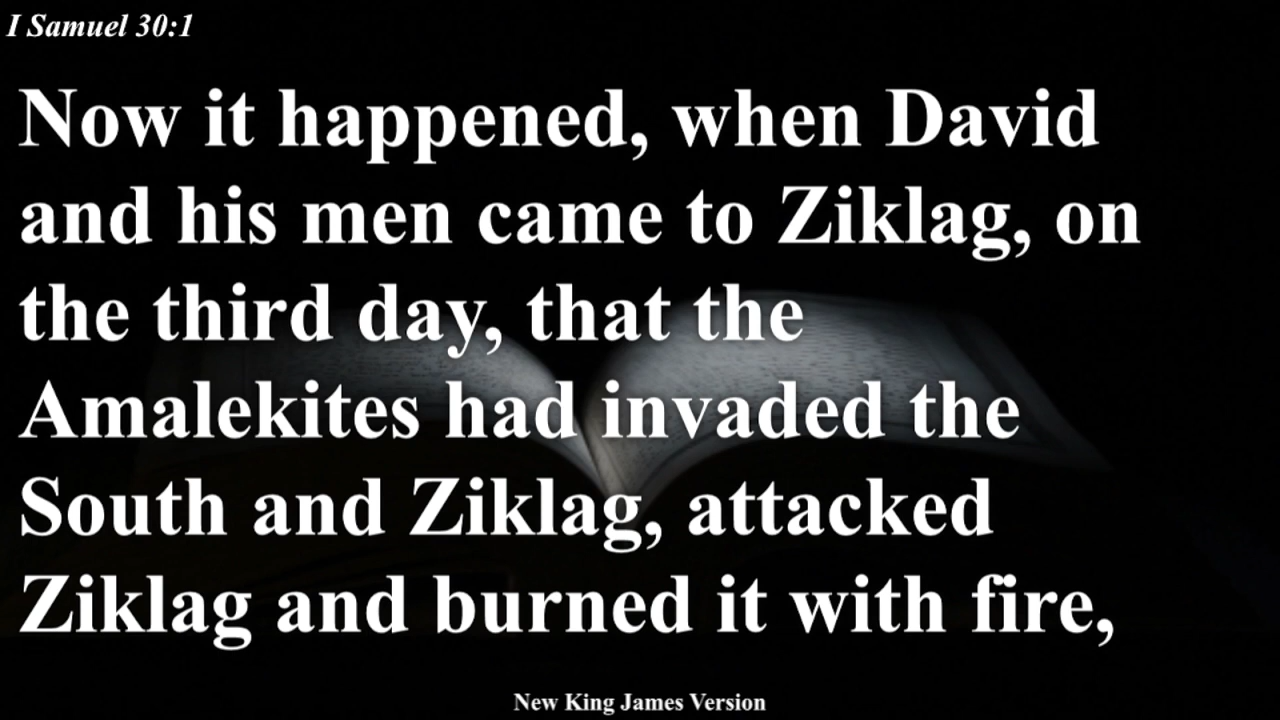 I Samuel 30:1
Now it happened, when David
and his men came to Ziklag, on
the third day, that the
Amalekites had invaded the
South and Ziklag, attacked
Ziklag and burned it with fire,
New King James Version